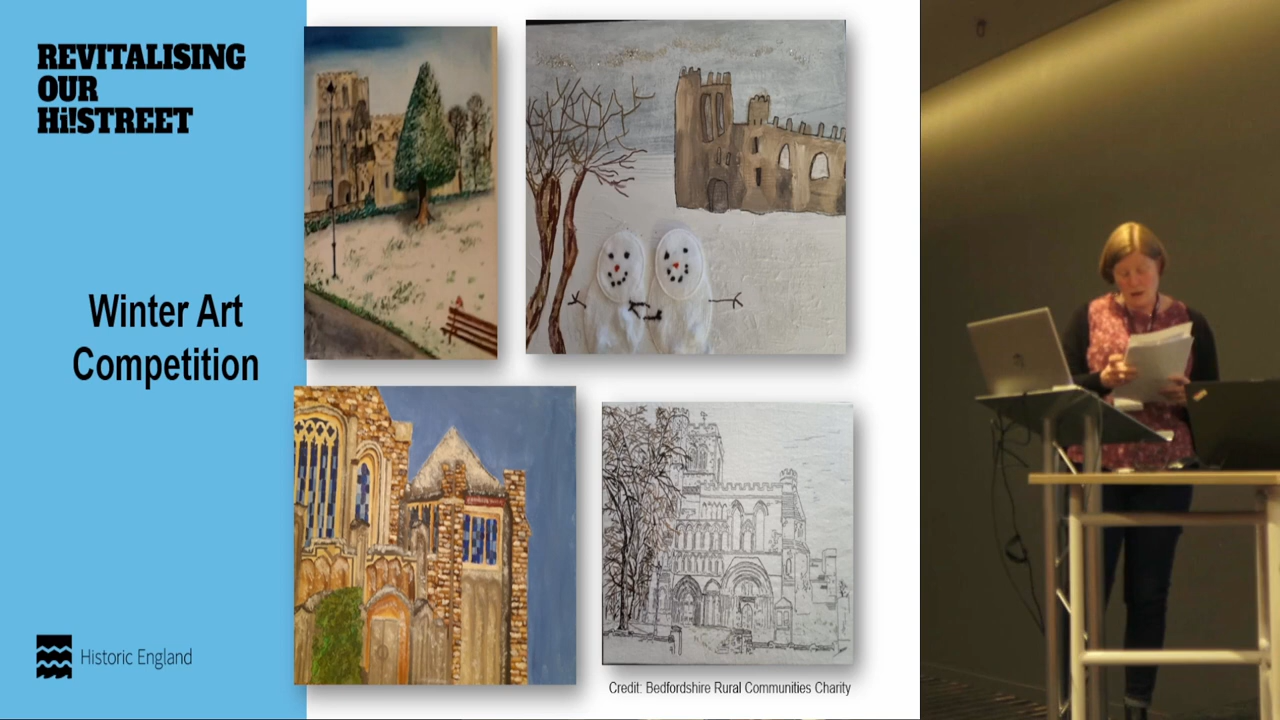 REVITALISING
OUR
Hi!STREET
Winter Art
Competition
Historic England
Credit: Bedfordshire Rural Communities Charity